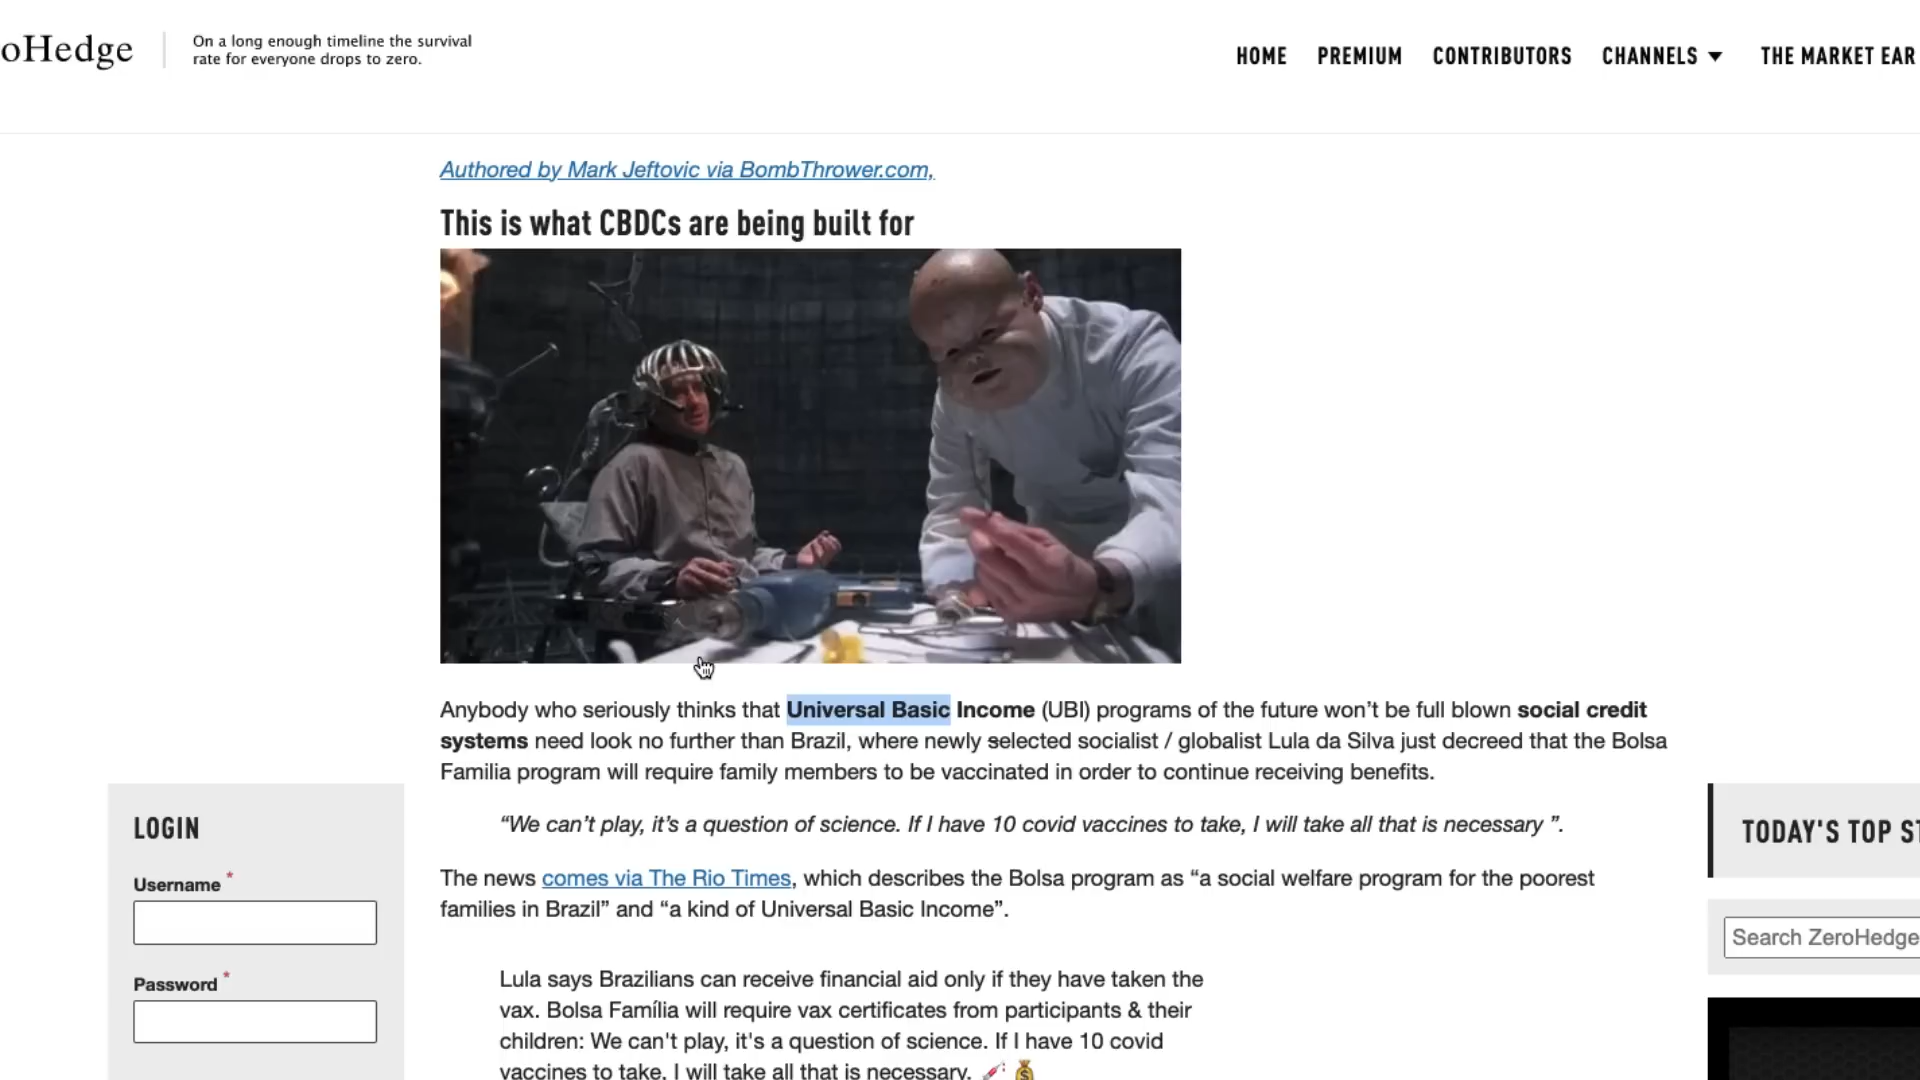 oHedge
On a long enough timeline the survival
rate for everyone drops to zero.
HOME PREMIUM CONTRIBUTORS CHANNELS THE MARKET EAR
Authored by Mark Jeftovic via BombThrower.com,
This is what CBDCs are being built for
Anybody who seriously thinks that Universal Basic Income (UBI) programs of the future won’t be full blown social credit
systems need look no further than Brazil, where newly selected socialist / globalist Lula da Silva just decreed that the Bolsa
Familia program will require family members to be vaccinated in order to continue receiving benefits.
“We can’t play, it’s a question of science. If I have 10 covid vaccines to take, I will take all that is necessary ”.
The news comes via The Rio Times, which describes the Bolsa program as “a social welfare program for the poorest
families in Brazil” and “a kind of Universal Basic Income”.
Lula says Brazilians can receive financial aid only if they have taken the
vax. Bolsa Família will require vax certificates from participants & their
children: We can't play, it's a question of science. If I have 10 covid
vaccines to take, I will take all that is necessary. 💉 💰
LOGIN
Username *
Password *
TODAY'S TOP ST
Search ZeroHedge